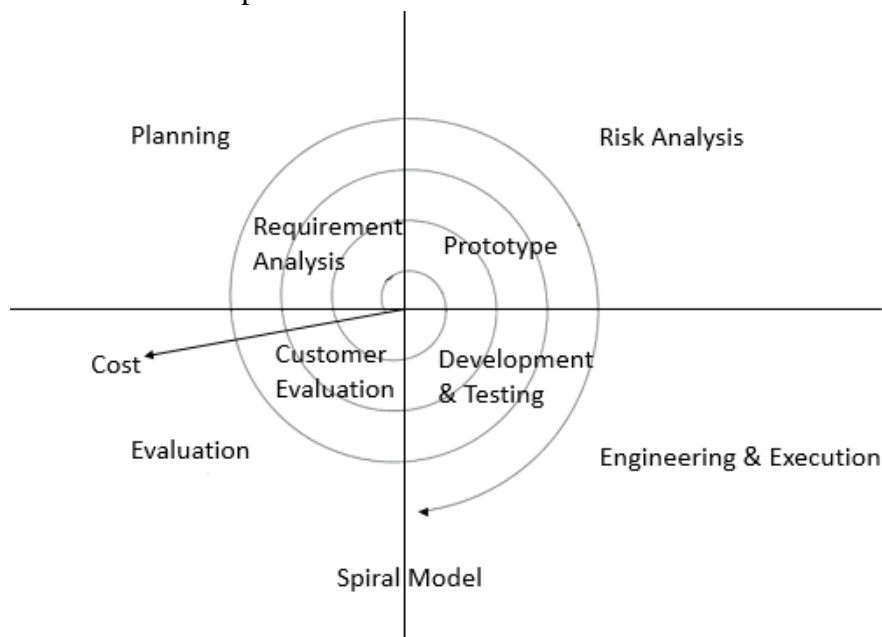 Planning
Risk Analysis
Requirement
Analysis
Prototype
Cost
Customer
Evaluation
Development
& Testing
Evaluation
Engineering & Execution
Spiral Model